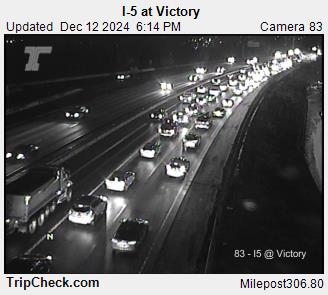 I-5 at Victory
Updated  Dec 12 2024  6:14 PM    Camera 83
T
N
83 - I5 @ Victory
TripCheck.com    Milepost306.80